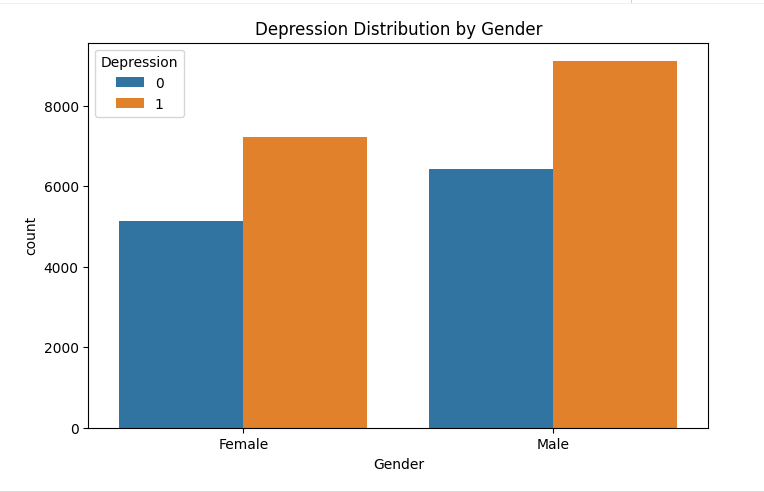 Depression Distribution by Gender
Depression
0
1
8000
6000
4000
2000
0
count
Female
Male
Gender